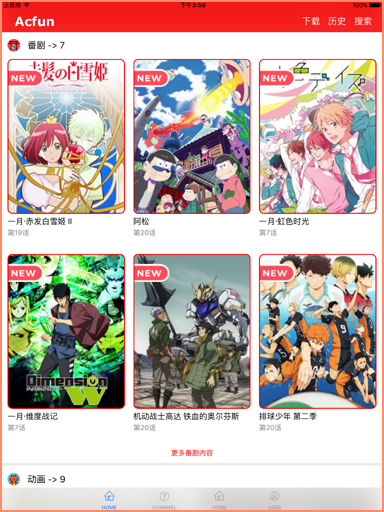 运营商
下午3:58
100%
Acfun
下载 历史 搜索
番剧 -> 7
NEW
赤髪の白雪姫
NEW
NEW
一月·赤发白雪姬 II
第19话
阿松
第20话
一月·虹色时光
第7话
NEW
Dimension W
NEW
NEW
一月·维度战记
第7话
机动战士高达 铁血的奥尔芬斯
第20话
排球少年 第二季
第20话
更多番剧内容
动画 -> 9
HOME
CHANNEL
HOME
USER